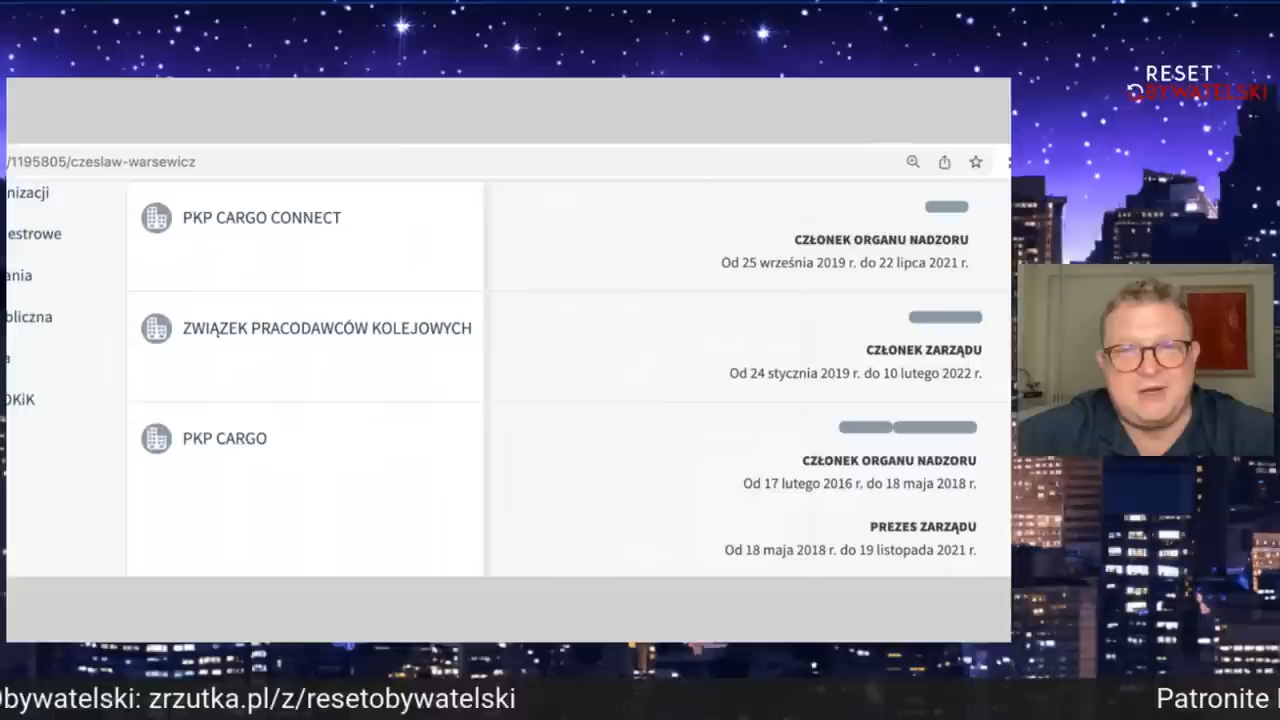 RESET
OBYWATELSKI
/1195805/czeslaw-warsewicz
nizacji
estrowe
ania
bliczna
a
OKiK
PKP CARGO CONNECT
CZŁONEK ORGANU NADZORU
Od 25 września 2019 r. do 22 lipca 2021 r.
ZWIĄZEK PRACODAWCÓW KOLEJOWYCH
CZŁONEK ZARZĄDU
Od 24 stycznia 2019 r. do 10 lutego 2022 r.
PKP CARGO
CZŁONEK ORGANU NADZORU
Od 17 lutego 2016 r. do 18 maja 2018 r.
PREZES ZARZĄDU
Od 18 maja 2018 r. do 19 listopada 2021 r.
Obywatelski: zrzutka.pl/z/resetobywatelski
Patronite